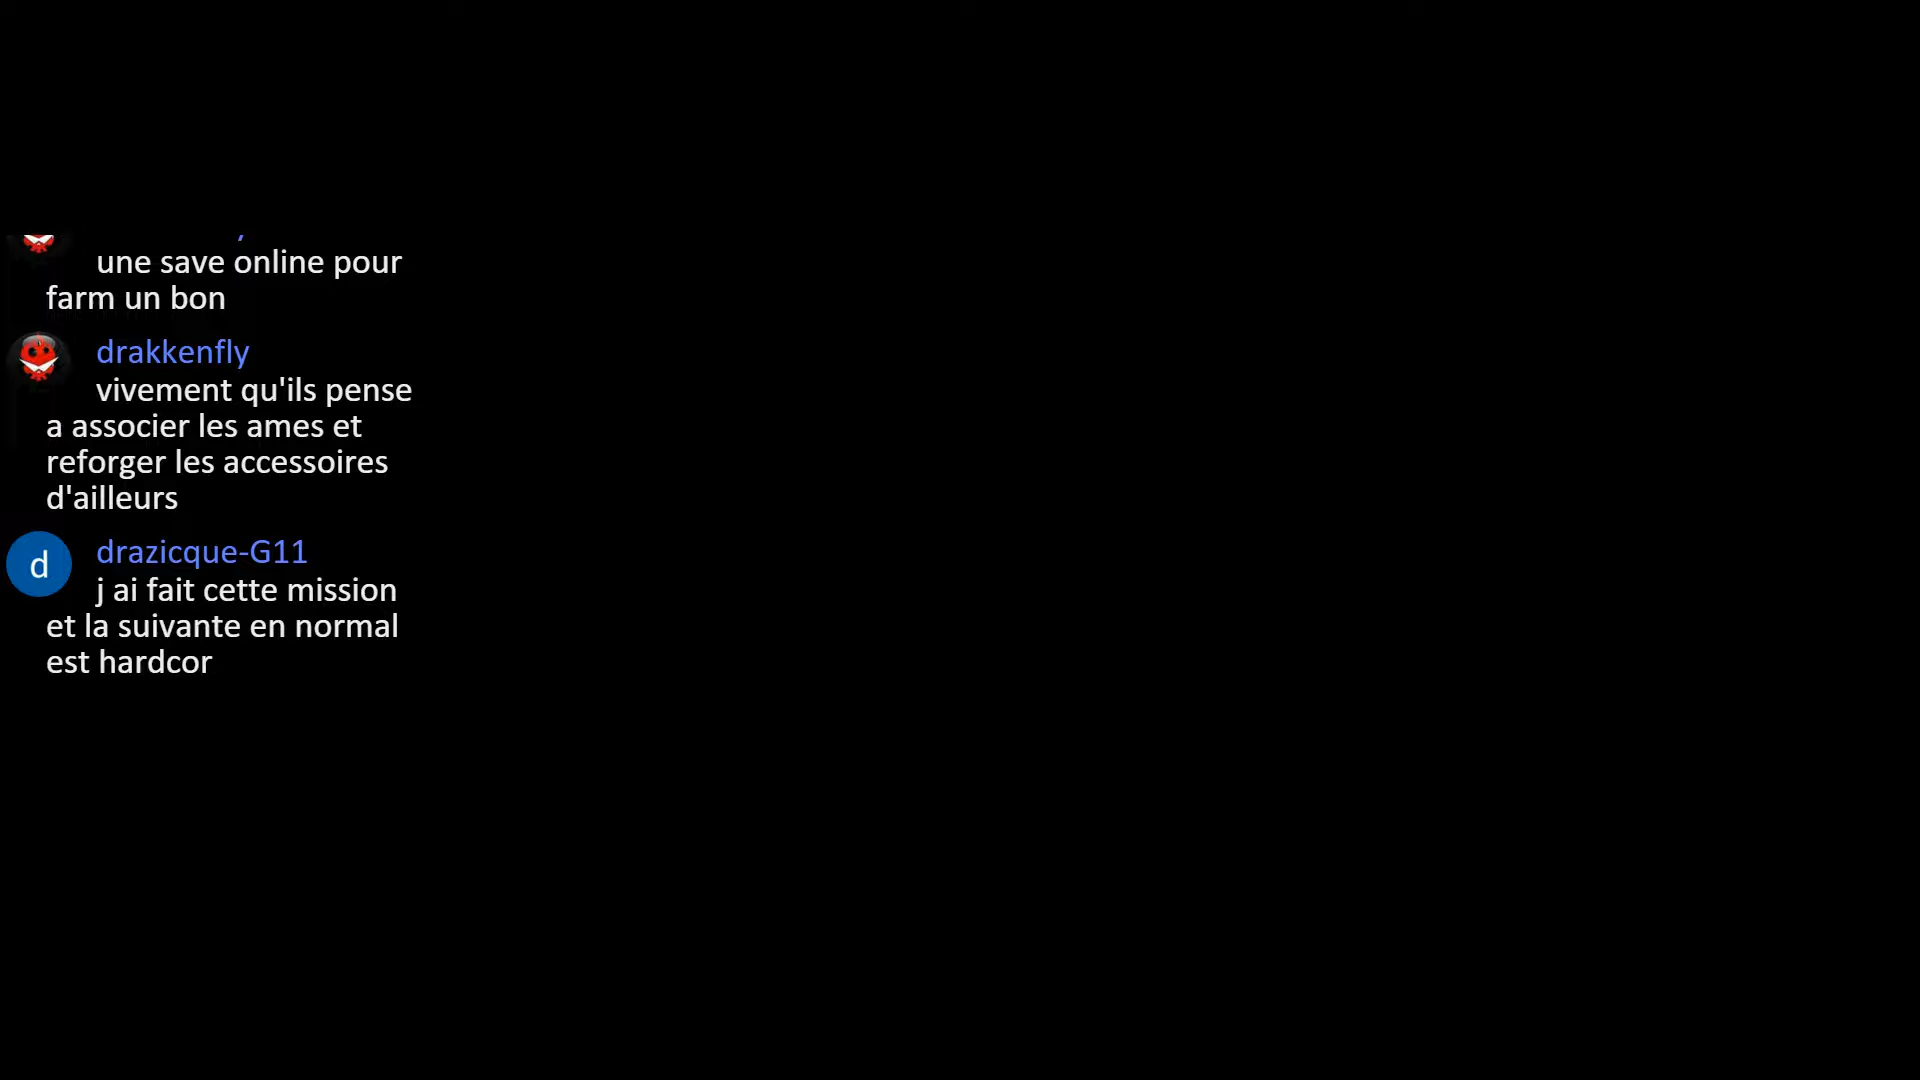 une save online pour
farm un bon
drakkenfly
vivement qu'ils pense
a associer les ames et
reforger les accessoires
d'ailleurs
d
drazicque-G11
j ai fait cette mission
et la suivante en normal
est hardcor